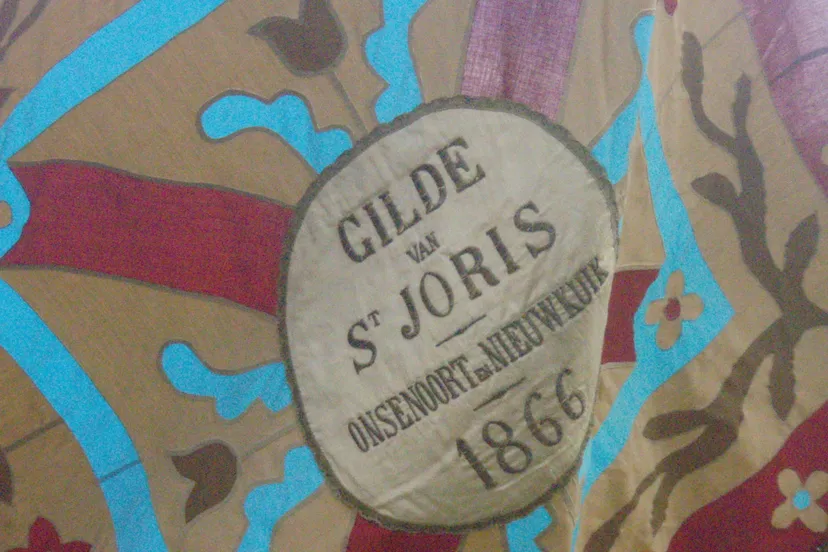 GILDE
VAN
ST JORIS
ONSENOORT EN NIEUWKUIK
1866